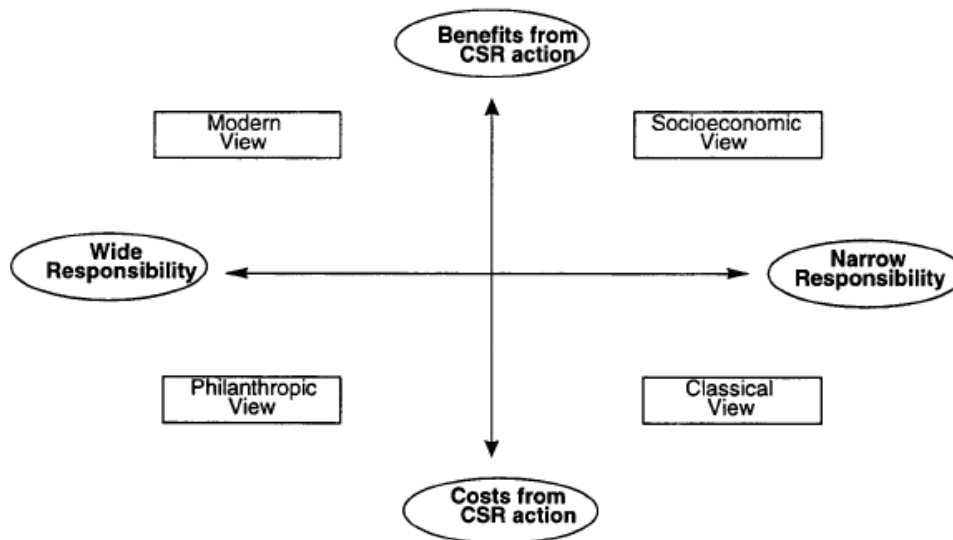 Benefits from
CSR action
Modern
View
Socioeconomic
View
Wide
Responsibility
Narrow
Responsibility
Philanthropic
View
Classical
View
Costs from
CSR action